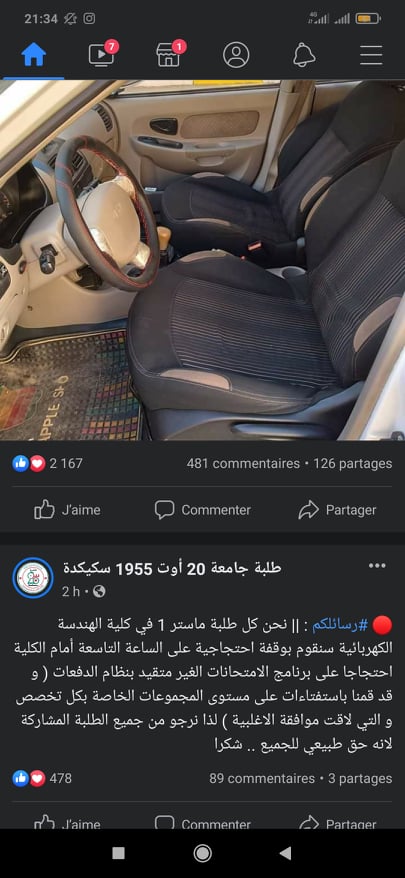 21:34
4G
7
1
APPLE
2 167
481 commentaires • 126 partages
J'aime
Commenter
Partager
طلبة جامعة 20 أوت 1955 سكيكدة
2 h •
#رسائلكم : || نحن كل طلبة ماستر 1 في كلية الهندسة
الكهربائية سنقوم بوقفة احتجاجية على الساعة التاسعة أمام الكلية
احتجاجا على برنامج الامتحانات الغير متقيد بنظام الدفعات ( و
قد قمنا باستفتاءات على مستوى المجموعات الخاصة بكل تخصص
و التي لاقت موافقة الاغلبية ) لذا نرجو من جميع الطلبة المشاركة
لانه حق طبيعي للجميع .. شكرا
478
89 commentaires • 3 partages
J'aime
Commenter
Partager